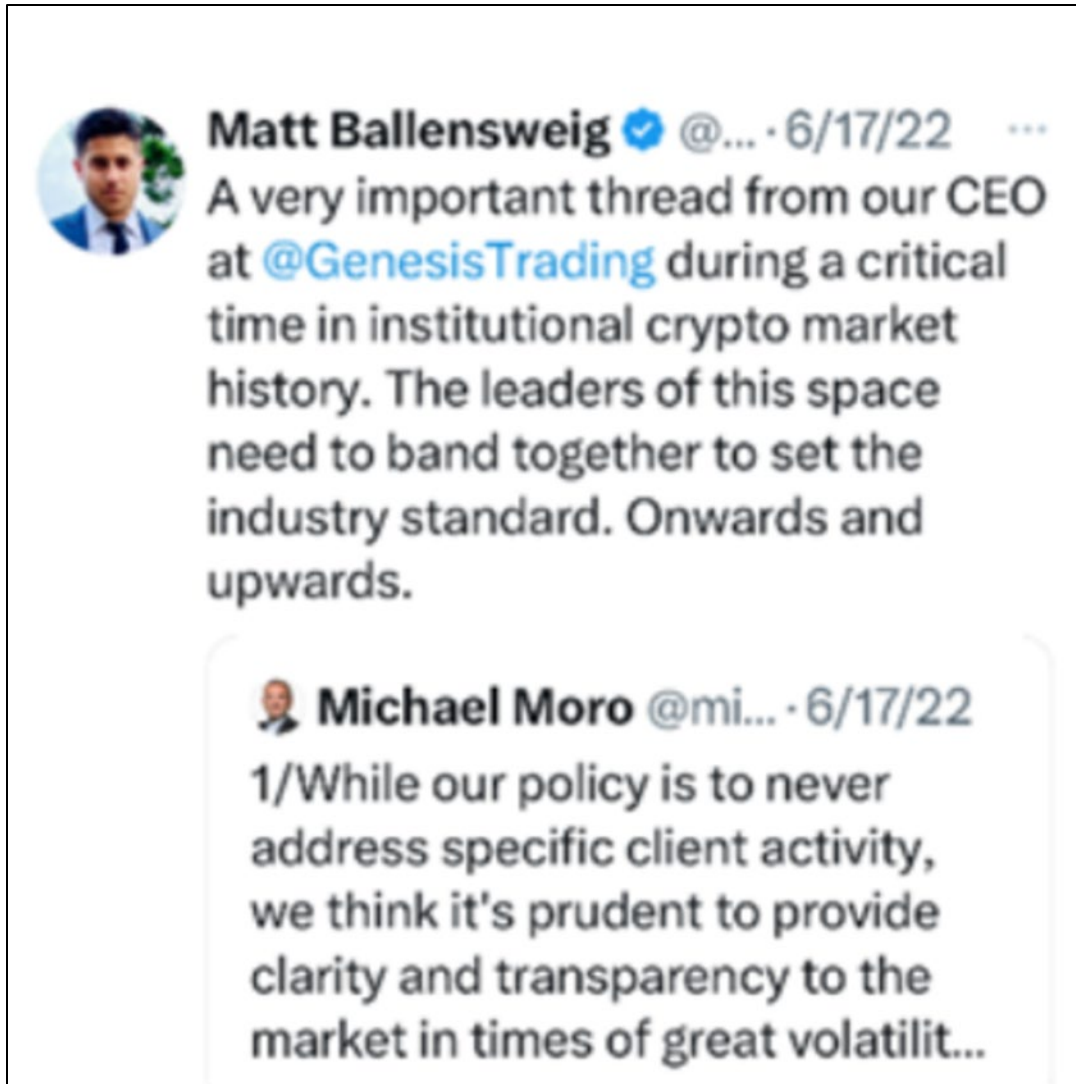 Matt Ballensweig @... · 6/17/22 ...
A very important thread from our CEO
at @GenesisTrading during a critical
time in institutional crypto market
history. The leaders of this space
need to band together to set the
industry standard. Onwards and
upwards.
Michael Moro @mi... · 6/17/22
1/While our policy is to never
address specific client activity,
we think it's prudent to provide
clarity and transparency to the
market in times of great volatilit...